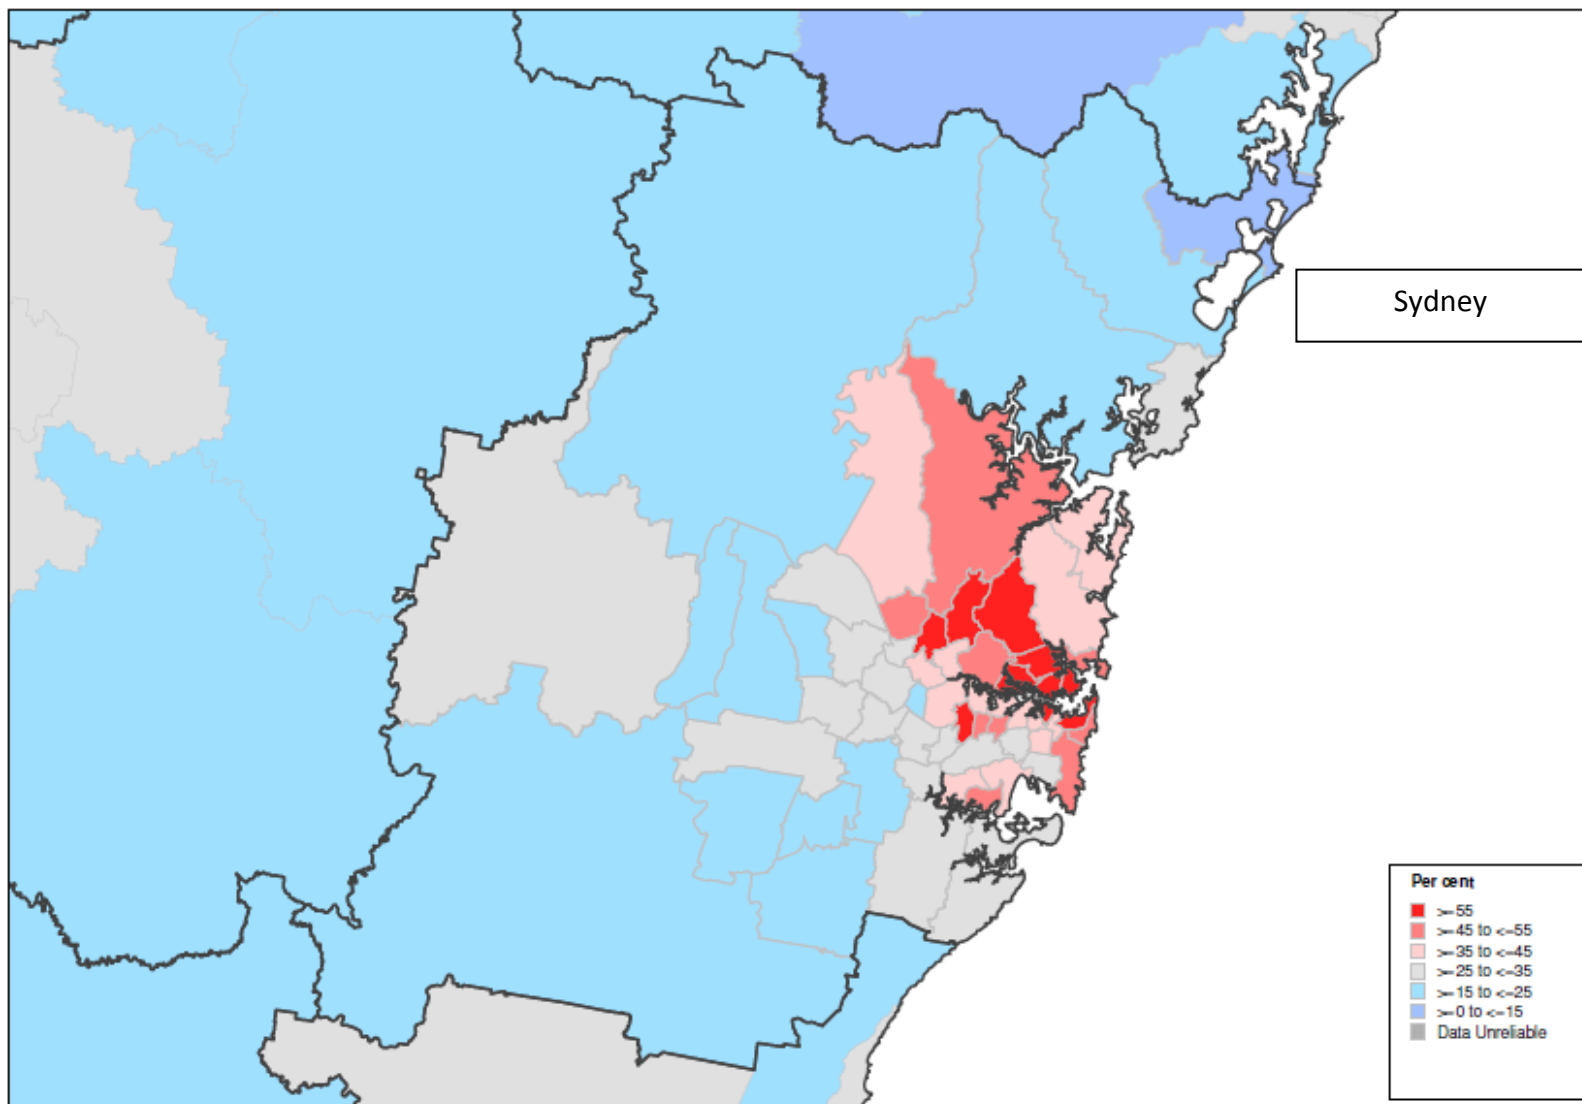 Sydney
Per cent
>=55
>=45 to <=55
>=35 to <=45
>=25 to <=35
>=15 to <=25
>=0 to <=15
Data Unreliable